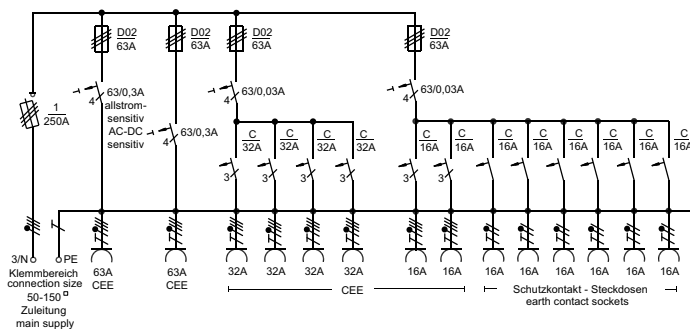 D02
63A
D02
63A
D02
63A
D02
63A
1
250A
4
63/0,3A
allstrom-
sensitiv
AC-DC
sensitiv
4
63/0,3A
4
63/0,03A
4
63/0,03A
C
32A
C
32A
C
32A
C
32A
C
16A
C
16A
C
16A
C
16A
C
16A
C
16A
C
16A
C
16A
3
3
3
3
3
3
3/N
PE
Klemmbereich
connection size
50-150
Zuleitung
main supply
63A
CEE
63A
CEE
32A
32A
32A
32A
16A
16A
16A
16A
16A
16A
16A
16A
CEE
Schutzkontakt - Steckdosen
earth contact sockets